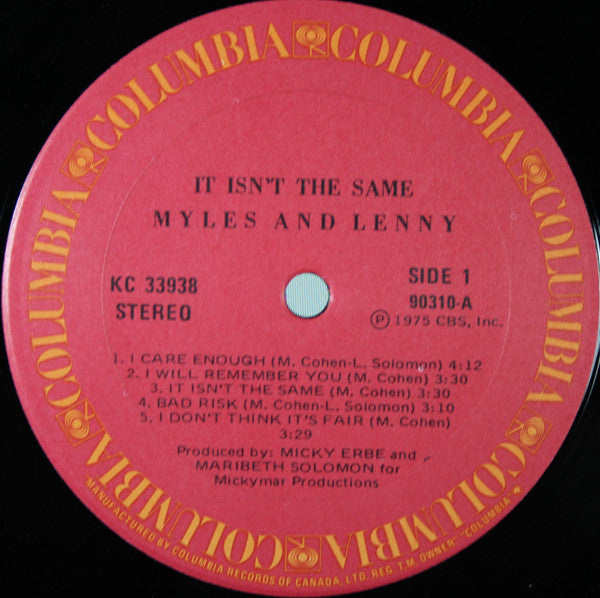 COLUMBIA COLUMBIA COLUMBIA COLUMBIA COLUMBIA COLUMBIA
IT ISN'T THE SAME
MYLES AND LENNY
KC 33938
STEREO
SIDE 1
90310-A
Ⓟ 1975 CBS, Inc.
1. I CARE ENOUGH (M. Cohen-L. Solomon) 4:12
2. I WILL REMEMBER YOU (M. Cohen) 3:30
3. IT ISN'T THE SAME (M. Cohen) 3:30
4. BAD RISK (M. Cohen-L. Solomon) 3:10
5. I DON'T THINK IT'S FAIR (M. Cohen)
3:29
Produced by: MICKY ERBE and
MARIBETH SOLOMON for
Mickymar Productions
MANUFACTURED BY COLUMBIA RECORDS OF CANADA, LTD. REG. T.M. OWNER "COLUMBIA"